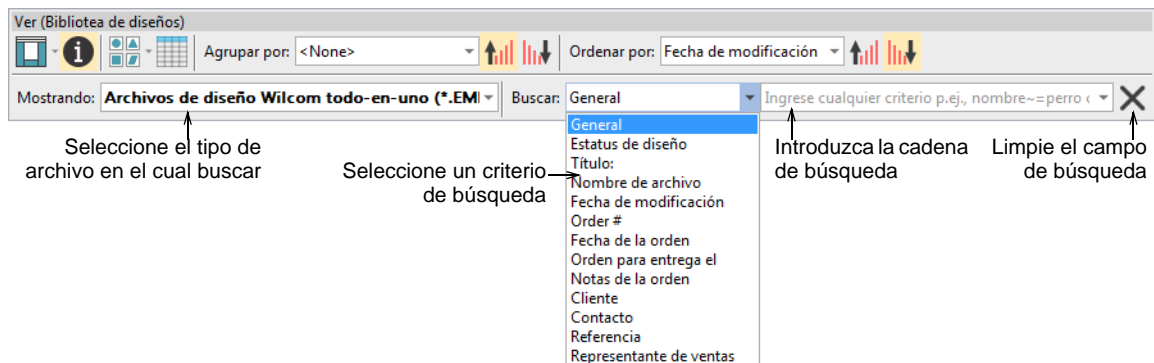 Ver (Bibliotea de diseños)
Agrupar por: <None> Ordenar por: Fecha de modificación
Mostrando: Archivos de diseño Wilcom todo-en-uno (*.EMI Buscar: General Ingrese cualquier criterio p.ej., nombre~=perro c
Seleccione el tipo de
archivo en el cual buscar
Seleccione un criterio
de búsqueda
General
Estatus de diseño
Título:
Nombre de archivo
Fecha de modificación
Order #
Fecha de la orden
Orden para entrega el
Notas de la orden
Cliente
Contacto
Referencia
Representante de ventas
Introduzca la cadena
de búsqueda
Limpie el campo
de búsqueda